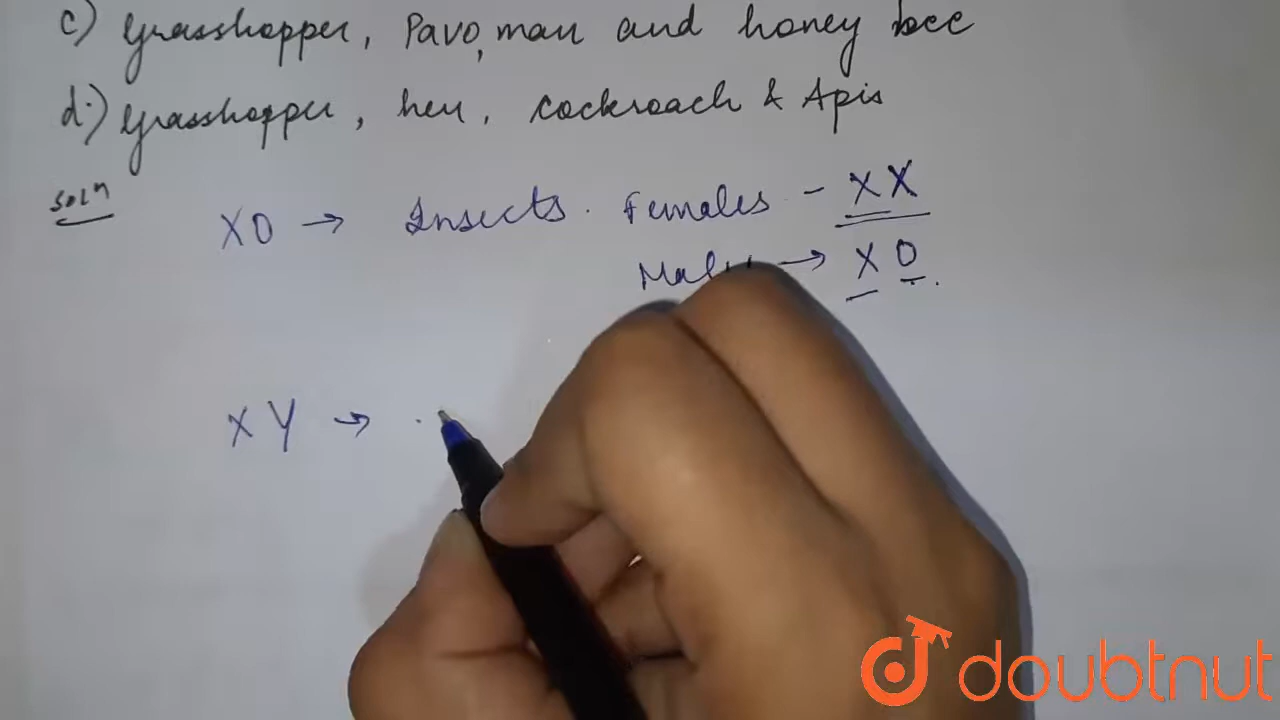 c) Grasshopper, Pavo, man and honey bee
d.) Grasshopper, hen, cockroach & Apis
Soln
XO → Insects. Females - XX
→ XO.
XY →
doubtnut